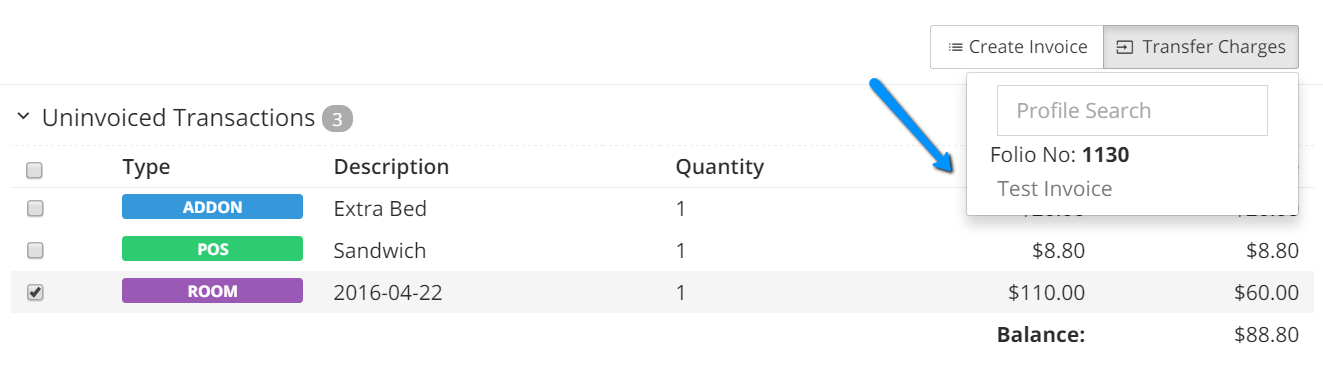 Create Invoice Transfer Charges
Profile Search
Uninvoiced Transactions 3
Folio No: 1130
Type Description Quantity
Test Invoice
ADDON Extra Bed 1
POS Sandwich 1 $8.80 $8.80
ROOM 2016-04-22 1 $110.00 $60.00
Balance: $88.80